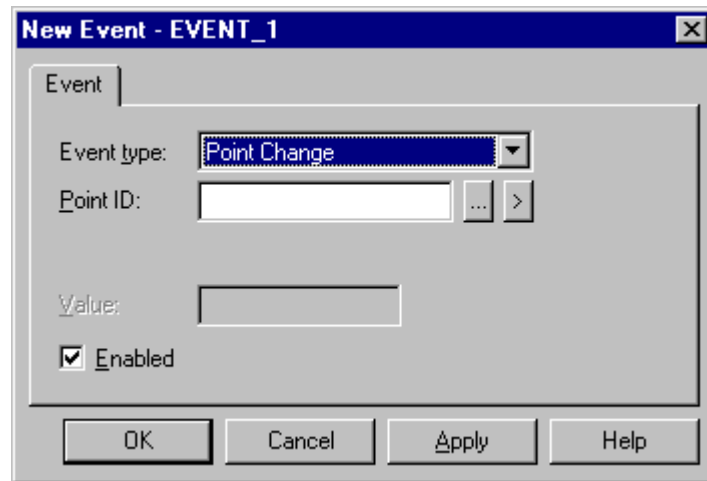 New Event - EVENT_1
Event
Event type: Point Change
Point ID: ... >
Value:
Enabled
OK Cancel Apply Help